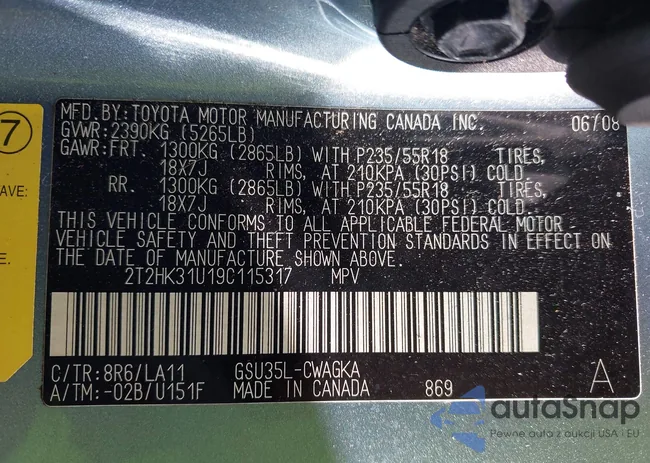 MFD.BY:TOYOTA MOTOR MANUFACTURING CANADA INC. 06/08
GVWR:2390KG (5265LB)
GAWR:FRT. 1300KG (2865LB) WITH P235/55R18 TIRES,
18X7J RIMS, AT 210KPA (30PSI) COLD.
RR. 1300KG (2865LB) WITH P235/55R18 TIRES,
18X7J RIMS, AT 210KPA (30PSI) COLD.
THIS VEHICLE CONFORMS TO ALL APPLICABLE FEDERAL MOTOR
VEHICLE SAFETY AND THEFT PREVENTION STANDARDS IN EFFECT ON
THE DATE OF MANUFACTURE SHOWN ABOVE.
2T2HK31U19C115317 MPV
C/TR: 8R6/LA11 GSU35L-CWAGKA
A/TM: -02B/U151F MADE IN CANADA 869 A
7
AVE:
E.
autoSnap
Pewne auta z aukcji USA i EU